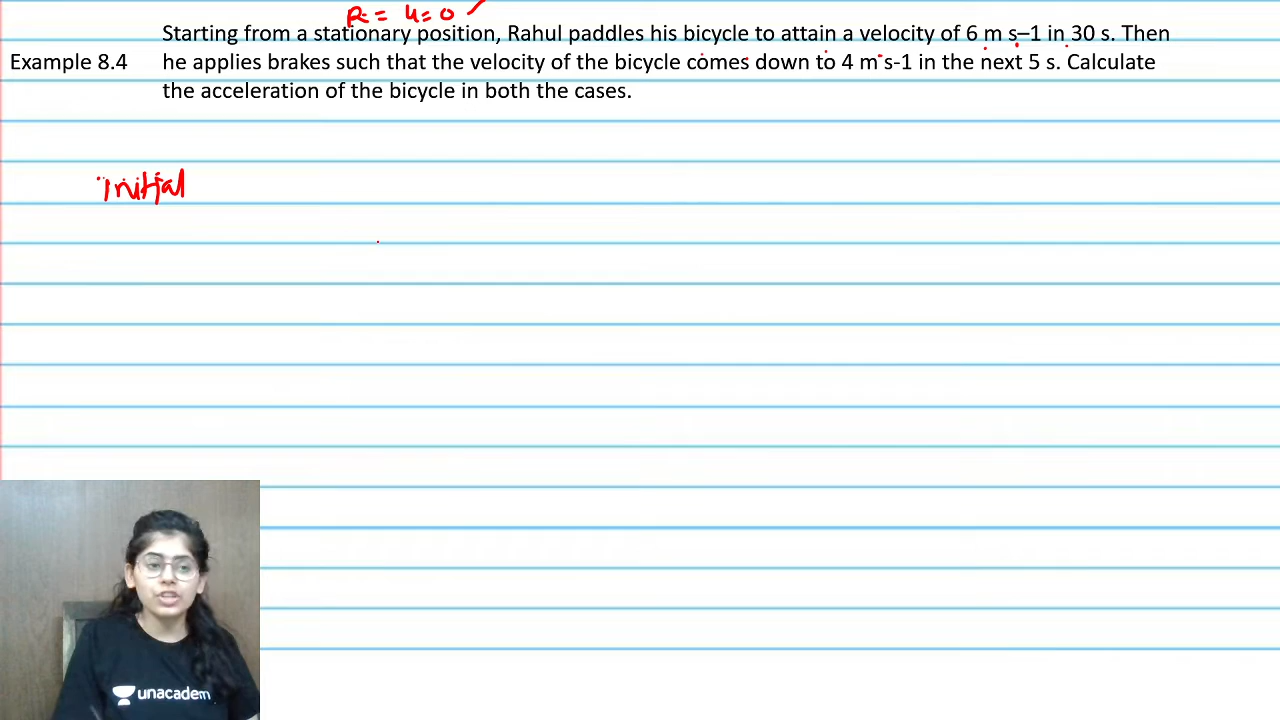 R = u = 0
Starting from a stationary position, Rahul paddles his bicycle to attain a velocity of 6 m s–1 in 30 s. Then
Example 8.4 he applies brakes such that the velocity of the bicycle comes down to 4 m s-1 in the next 5 s. Calculate
the acceleration of the bicycle in both the cases.
initial
unacadem